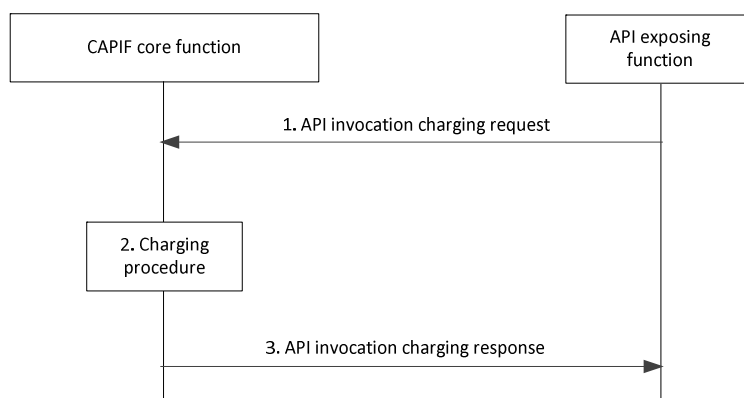 CAPIF core function
API exposing
function
1. API invocation charging request
2. Charging
procedure
3. API invocation charging response